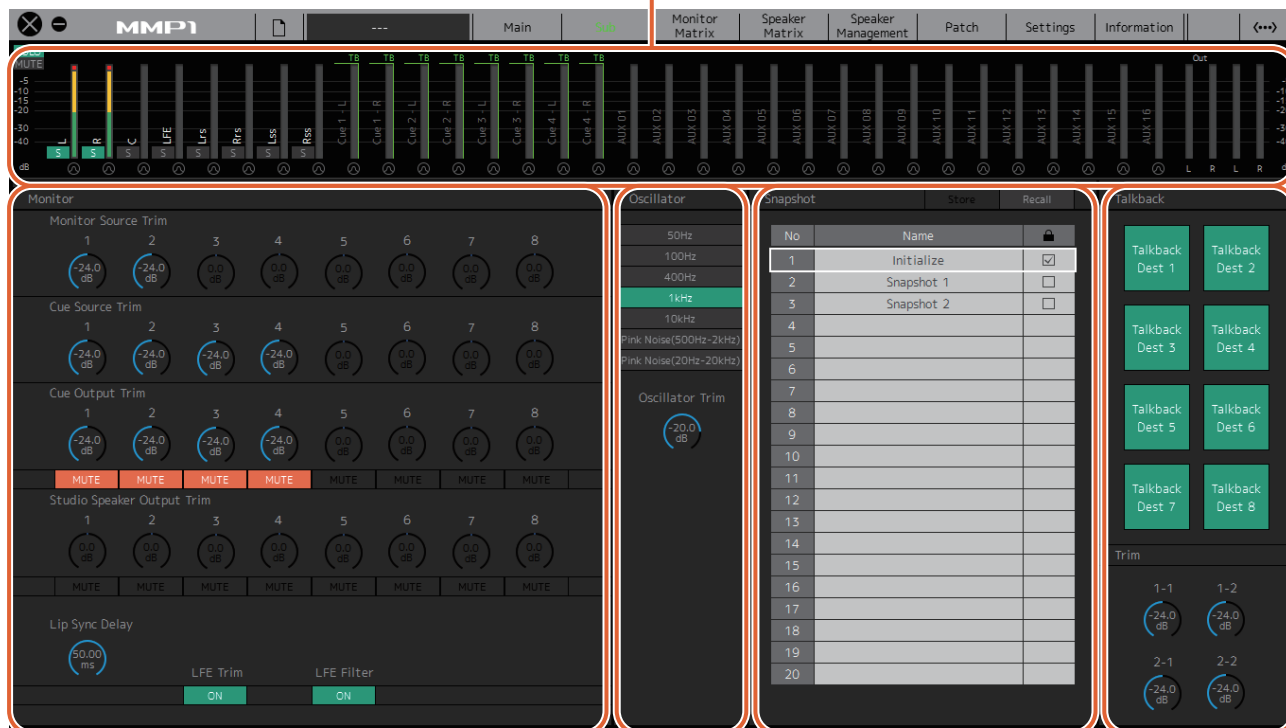 MMP1 --- Main Monitor Matrix Speaker Matrix Speaker Management Patch Settings Information
MUTE TB TB TB TB TB TB TB TB Out
-5
-10
-15
-20
-30
-40
L R C LFE Lrs Rrs Lss Rss Cue 1 - L Cue 1 - R Cue 2 - L Cue 2 - R Cue 3 - L Cue 3 - R Cue 4 - L Cue 4 - R AUX 01 AUX 02 AUX 03 AUX 04 AUX 05 AUX 06 AUX 07 AUX 08 AUX 09 AUX 10 AUX 11 AUX 12 AUX 13 AUX 14 AUX 15 AUX 16
S S S S S S S S
dB L R L R
Monitor
Monitor Source Trim
1 2 3 4 5 6 7 8
-24.0 dB -24.0 dB 0.0 dB 0.0 dB 0.0 dB 0.0 dB 0.0 dB 0.0 dB
Cue Source Trim
1 2 3 4 5 6 7 8
-24.0 dB -24.0 dB -24.0 dB -24.0 dB 0.0 dB 0.0 dB 0.0 dB 0.0 dB
Cue Output Trim
1 2 3 4 5 6 7 8
-24.0 dB -24.0 dB -24.0 dB -24.0 dB 0.0 dB 0.0 dB 0.0 dB 0.0 dB
MUTE MUTE MUTE MUTE MUTE MUTE MUTE MUTE
Studio Speaker Output Trim
1 2 3 4 5 6 7 8
0.0 dB 0.0 dB 0.0 dB 0.0 dB 0.0 dB 0.0 dB 0.0 dB 0.0 dB
MUTE MUTE MUTE MUTE MUTE MUTE MUTE MUTE
Lip Sync Delay
50.00 ms
LFE Trim LFE Filter
ON ON
Oscillator
50Hz
100Hz
400Hz
1kHz
10kHz
Pink Noise(500Hz-2kHz)
Pink Noise(20Hz-20kHz)
Oscillator Trim
-20.0 dB
Snapshot Store Recall
No Name
1 Initialize
2 Snapshot 1
3 Snapshot 2
4
5
6
7
8
9
10
11
12
13
14
15
16
17
18
19
20
Talkback
Talkback Dest 1 Talkback Dest 2
Talkback Dest 3 Talkback Dest 4
Talkback Dest 5 Talkback Dest 6
Talkback Dest 7 Talkback Dest 8
Trim
1-1 1-2
-24.0 dB -24.0 dB
2-1 2-2
-24.0 dB -24.0 dB